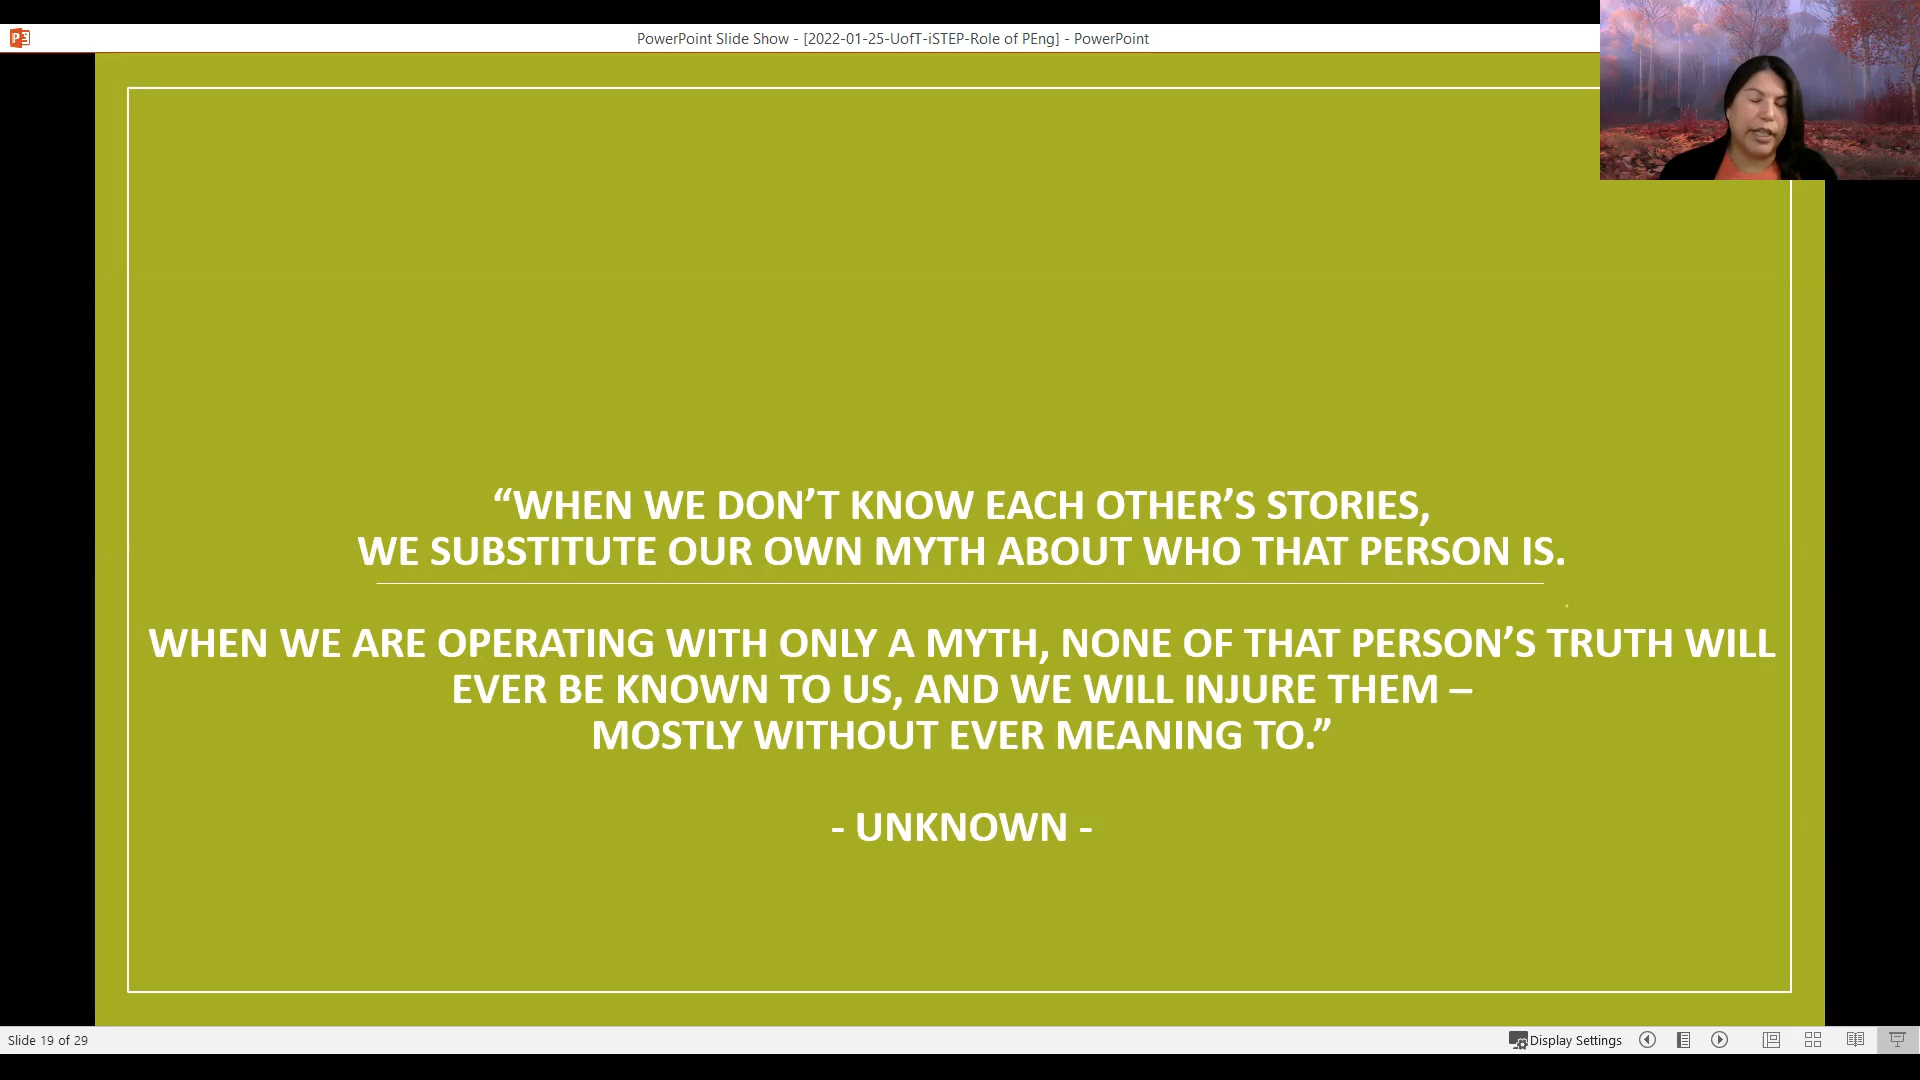 PowerPoint Slide Show - [2022-01-25-UofT-iSTEP-Role of PEng] - PowerPoint
“WHEN WE DON’T KNOW EACH OTHER’S STORIES,
WE SUBSTITUTE OUR OWN MYTH ABOUT WHO THAT PERSON IS.
WHEN WE ARE OPERATING WITH ONLY A MYTH, NONE OF THAT PERSON’S TRUTH WILL
EVER BE KNOWN TO US, AND WE WILL INJURE THEM –
MOSTLY WITHOUT EVER MEANING TO.”
- UNKNOWN -
Slide 19 of 29
Display Settings